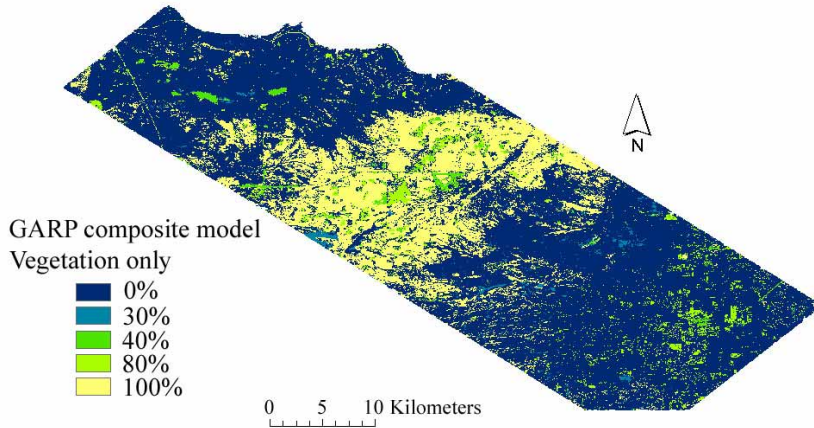 N
GARP composite model
Vegetation only
0%
30%
40%
80%
100%
0 5 10 Kilometers